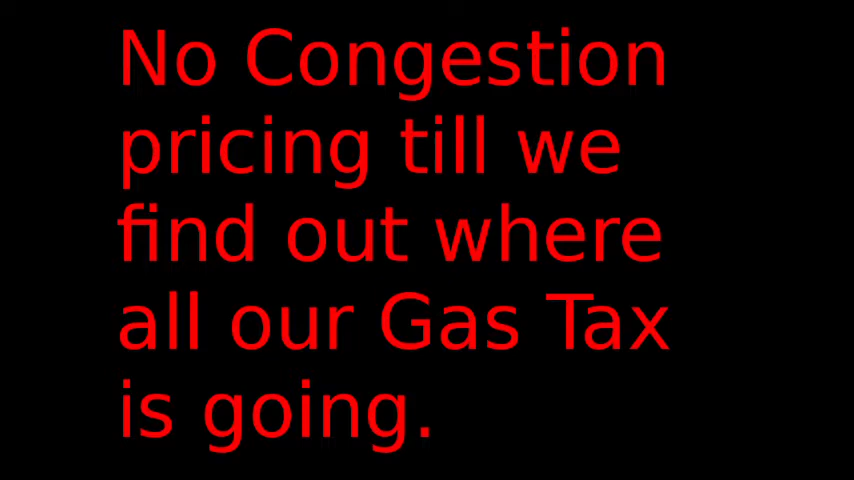 No Congestion
pricing till we
find out where
all our Gas Tax
is going.